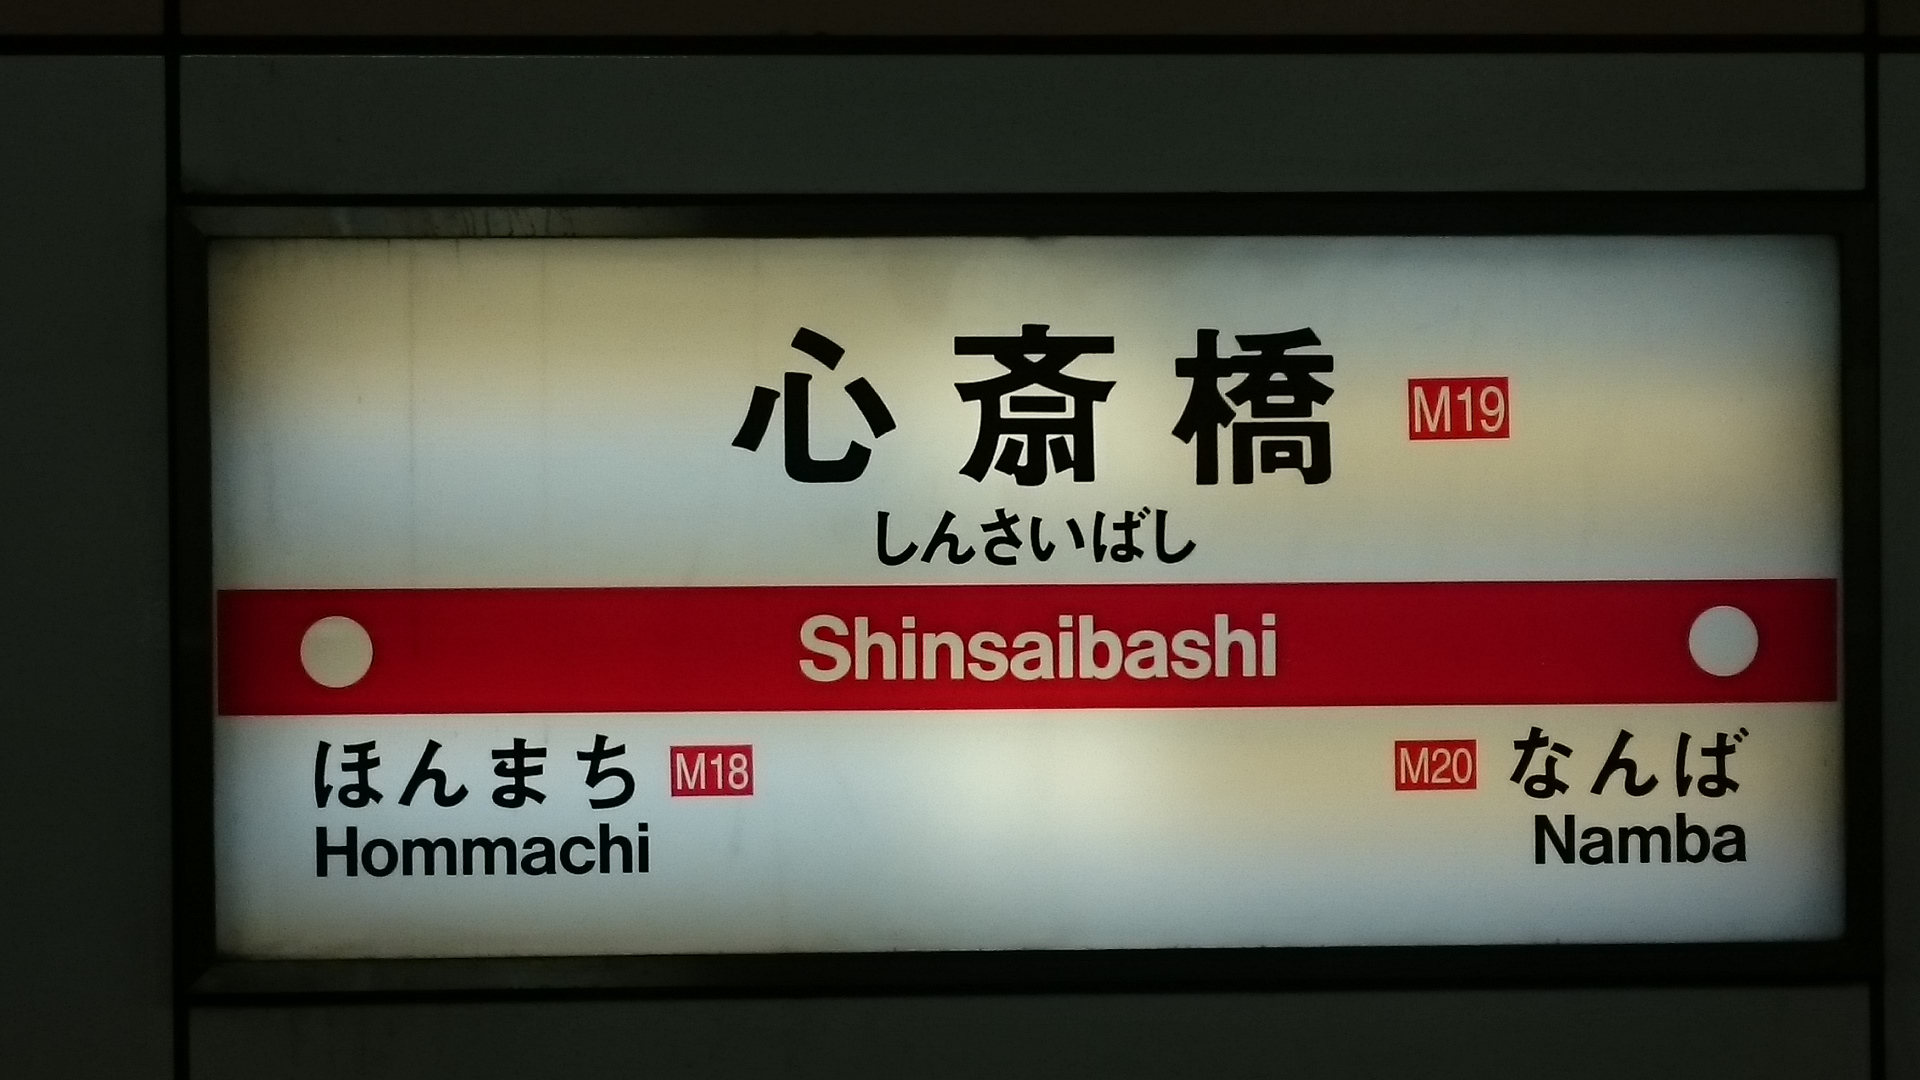 心斎橋 M19
しんさいばし
Shinsaibashi
ほんまち M18
Hommachi
M20 なんば
Namba